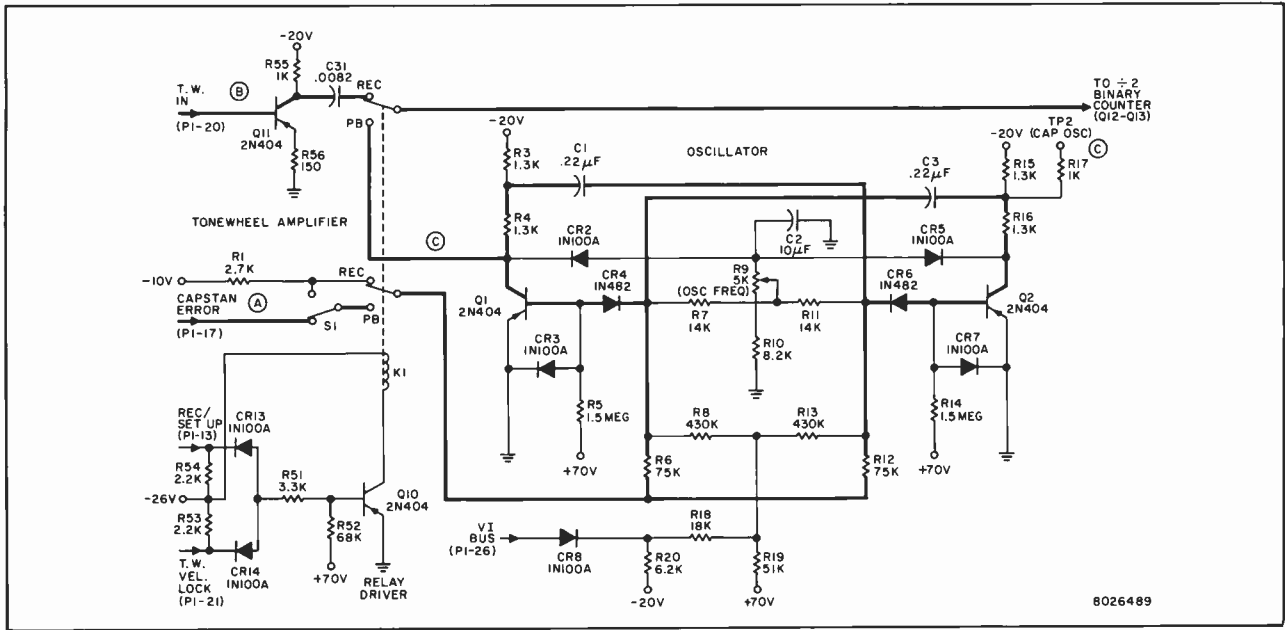 -20V
R55
1K
C31
.0082
REC
T.W.
IN
(P1-20)
B
PB
Q11
2N404
R56
150
TONEWHEEL AMPLIFIER
TO ÷ 2
BINARY
COUNTER
(Q12-Q13)
-20V
R3
1.3K
C1
.22µF
OSCILLATOR
C3
.22µF
-20V
R15
1.3K
TP2
(CAP OSC)
C
R17
1K
R4
1.3K
R16
1.3K
C
CR2
1N100A
C2
10µF
CR5
1N100A
R9
5K
(OSC FREQ)
R1
2.7K
-10V
REC
CAPSTAN
ERROR
A
(P1-17)
S1
PB
Q1
2N404
CR4
1N482
R7
14K
R11
14K
CR6
1N482
Q2
2N404
CR3
1N100A
R10
8.2K
CR7
1N100A
K1
R5
1.5 MEG
+70V
R8
430K
R13
430K
R14
1.5 MEG
+70V
REC/
SET UP
(P1-13)
CR13
1N100A
R54
2.2K
-26V
R53
2.2K
R51
3.3K
Q10
2N404
R52
68K
+70V
T.W.
VEL.
LOCK
(P1-21)
CR14
1N100A
RELAY
DRIVER
R6
75K
R12
75K
VI
BUS
(P1-26)
CR8
1N100A
R18
18K
R20
6.2K
-20V
R19
51K
+70V
8026489